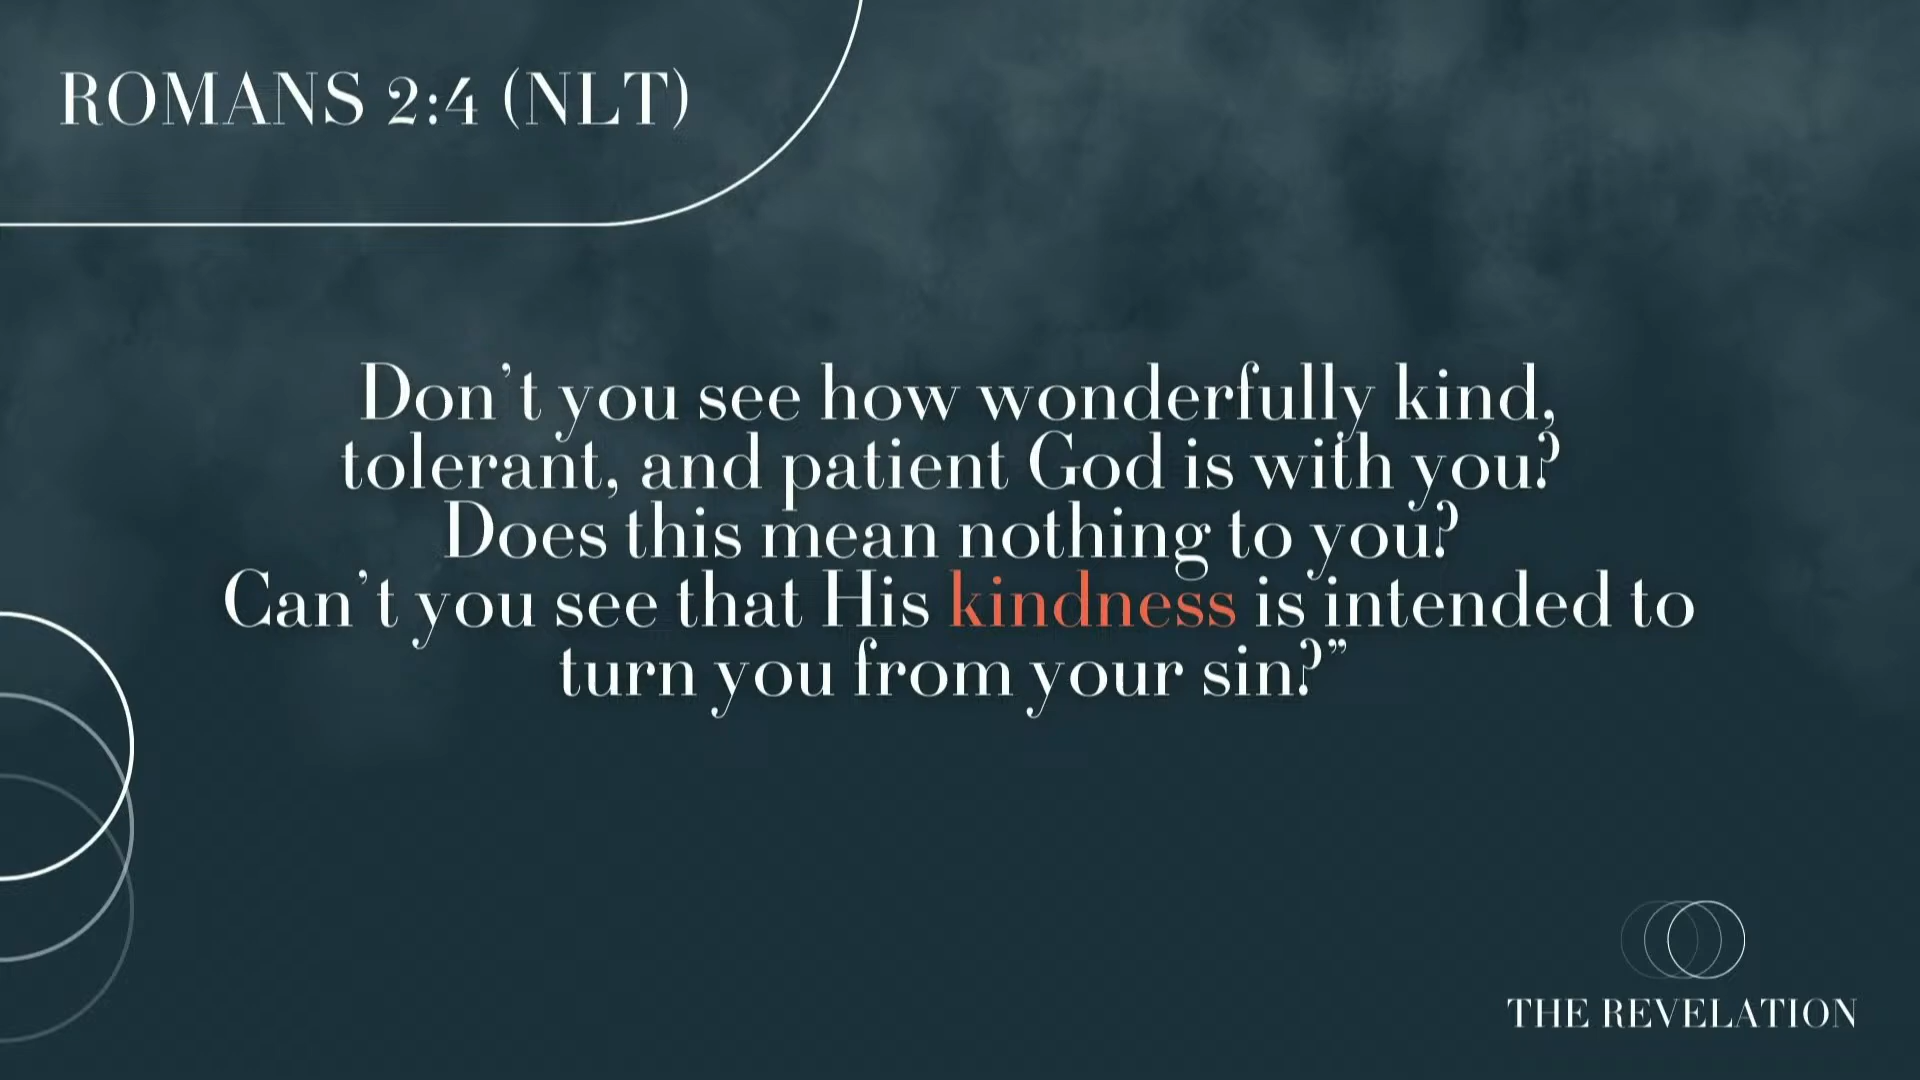 ROMANS 2:4 (NLT)
Don’t you see how wonderfully kind,
tolerant, and patient God is with you?
Does this mean nothing to you?
Can’t you see that His kindness is intended to
turn you from your sin?”
THE REVELATION